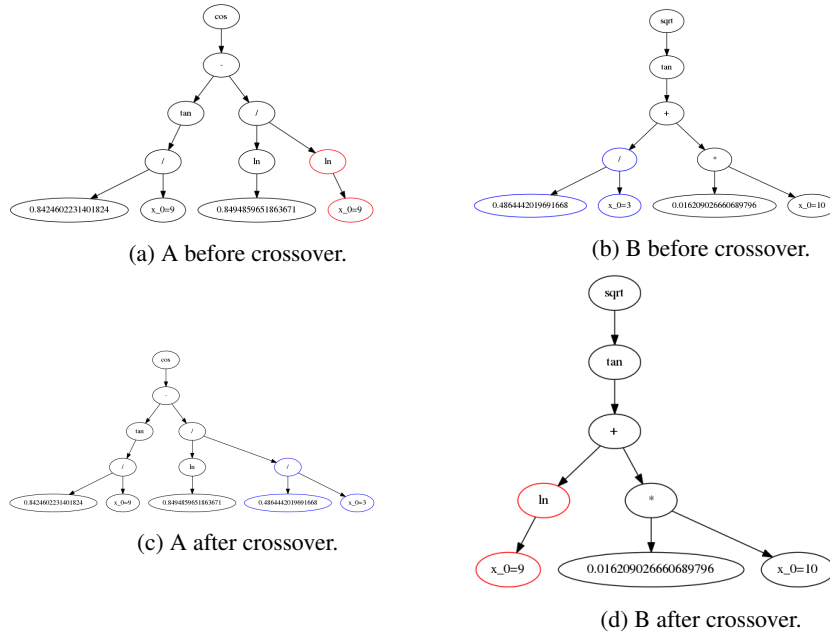 cos
-
tan
/
/
ln
ln
0.8424602231401824
x_0=9
0.8494859651863671
x_0=9
(a) A before crossover.
sqrt
tan
+
/
*
0.4864442019691668
x_0=3
0.016209026660689796
x_0=10
(b) B before crossover.
cos
-
tan
/
/
ln
/
0.8424602231401824
x_0=9
0.8494859651863671
0.4864442019691668
x_0=3
(c) A after crossover.
sqrt
tan
+
ln
*
x_0=9
0.016209026660689796
x_0=10
(d) B after crossover.